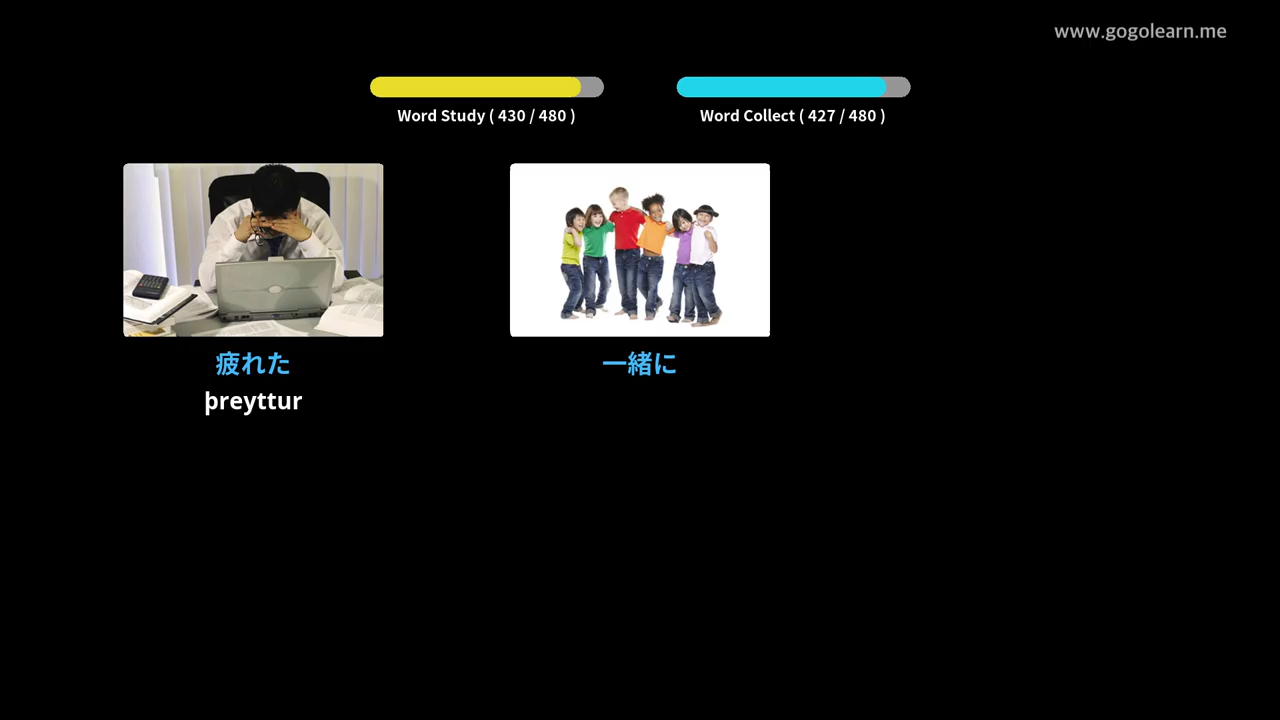 www.gogolearn.me
Word Study ( 430 / 480 )
Word Collect ( 427 / 480 )
疲れた
þreyttur
一緒に